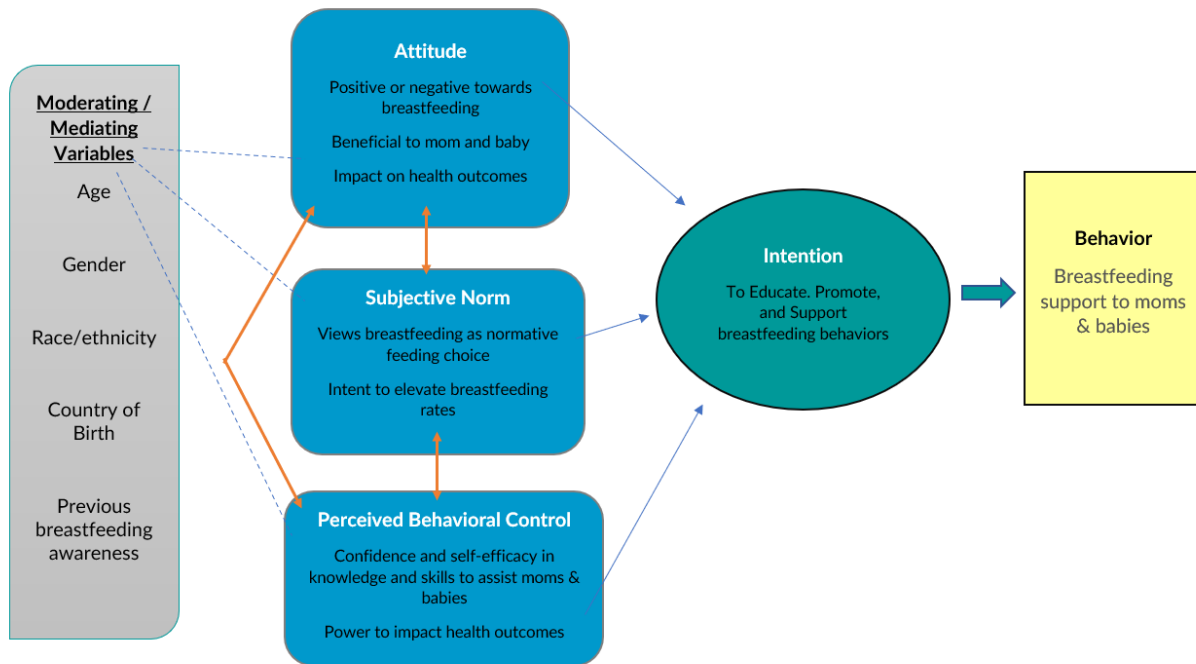 Moderating /
Mediating
Variables
Age
Gender
Race/ethnicity
Country of
Birth
Previous
breastfeeding
awareness
Attitude
Positive or negative towards
breastfeeding
Beneficial to mom and baby
Impact on health outcomes
Subjective Norm
Views breastfeeding as normative
feeding choice
Intent to elevate breastfeeding
rates
Perceived Behavioral Control
Confidence and self-efficacy in
knowledge and skills to assist moms &
babies
Power to impact health outcomes
Intention
To Educate. Promote,
and Support
breastfeeding behaviors
Behavior
Breastfeeding
support to moms
& babies